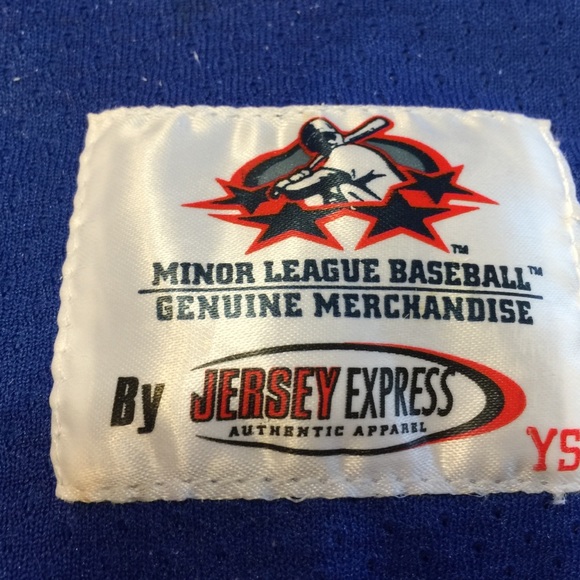 ™
MINOR LEAGUE BASEBALL™
GENUINE MERCHANDISE
By JERSEY EXPRESS
AUTHENTIC APPAREL
YS